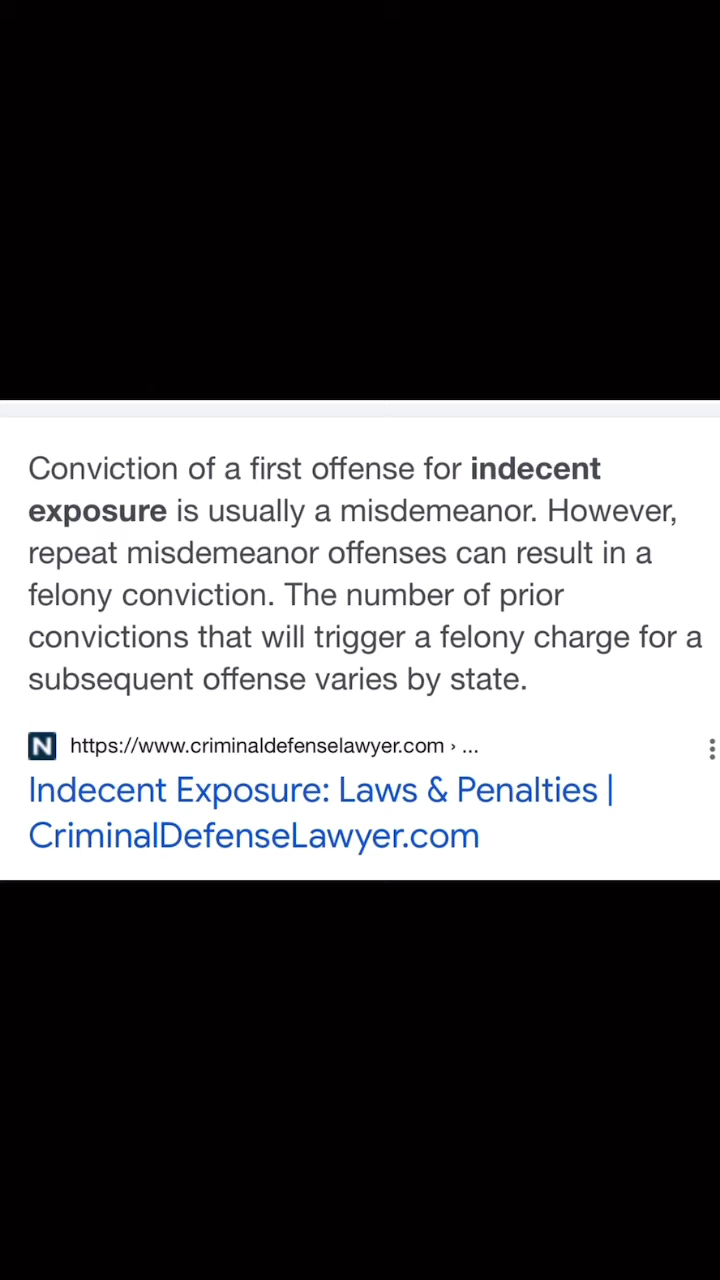 Conviction of a first offense for indecent
exposure is usually a misdemeanor. However,
repeat misdemeanor offenses can result in a
felony conviction. The number of prior
convictions that will trigger a felony charge for a
subsequent offense varies by state.
N https://www.criminaldefenselawyer.com › ...
Indecent Exposure: Laws & Penalties |
CriminalDefenseLawyer.com